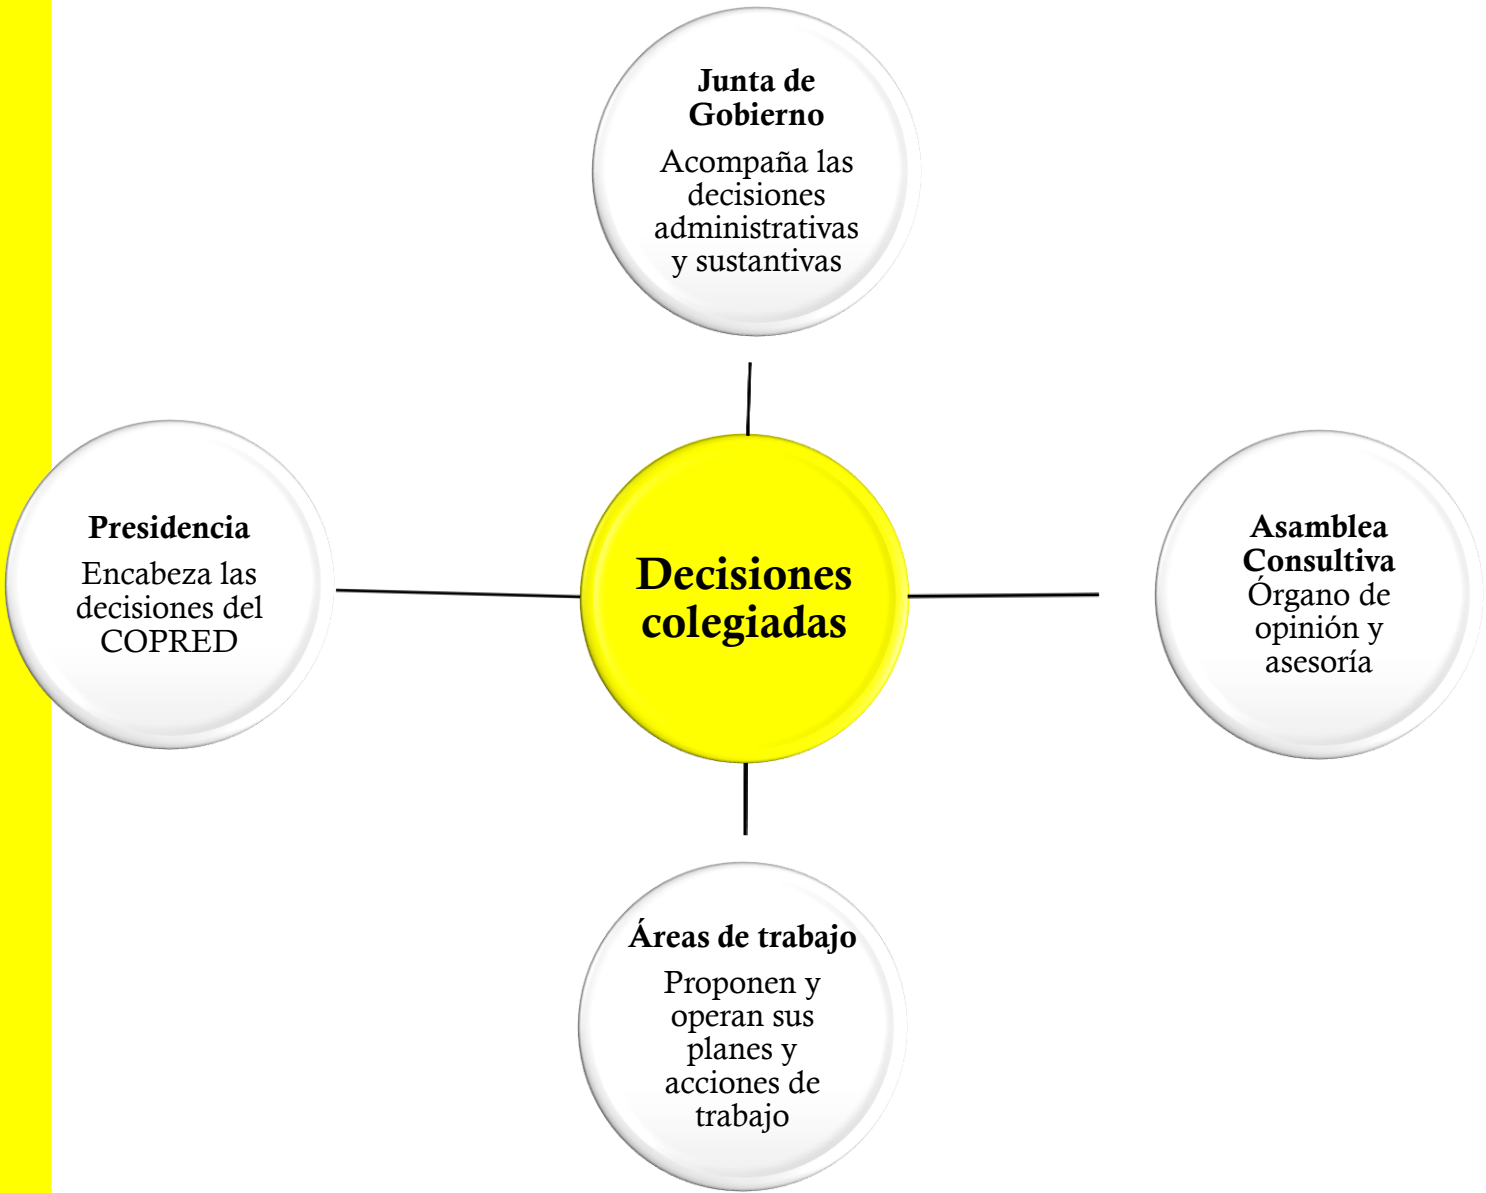 Junta de
Gobierno
Acompaña las
decisiones
administrativas
y sustantivas
Presidencia
Encabeza las
decisiones del
COPRED
Decisiones
colegiadas
Asamblea
Consultiva
Órgano de
opinión y
asesoría
Áreas de trabajo
Proponen y
operan sus
planes y
acciones de
trabajo